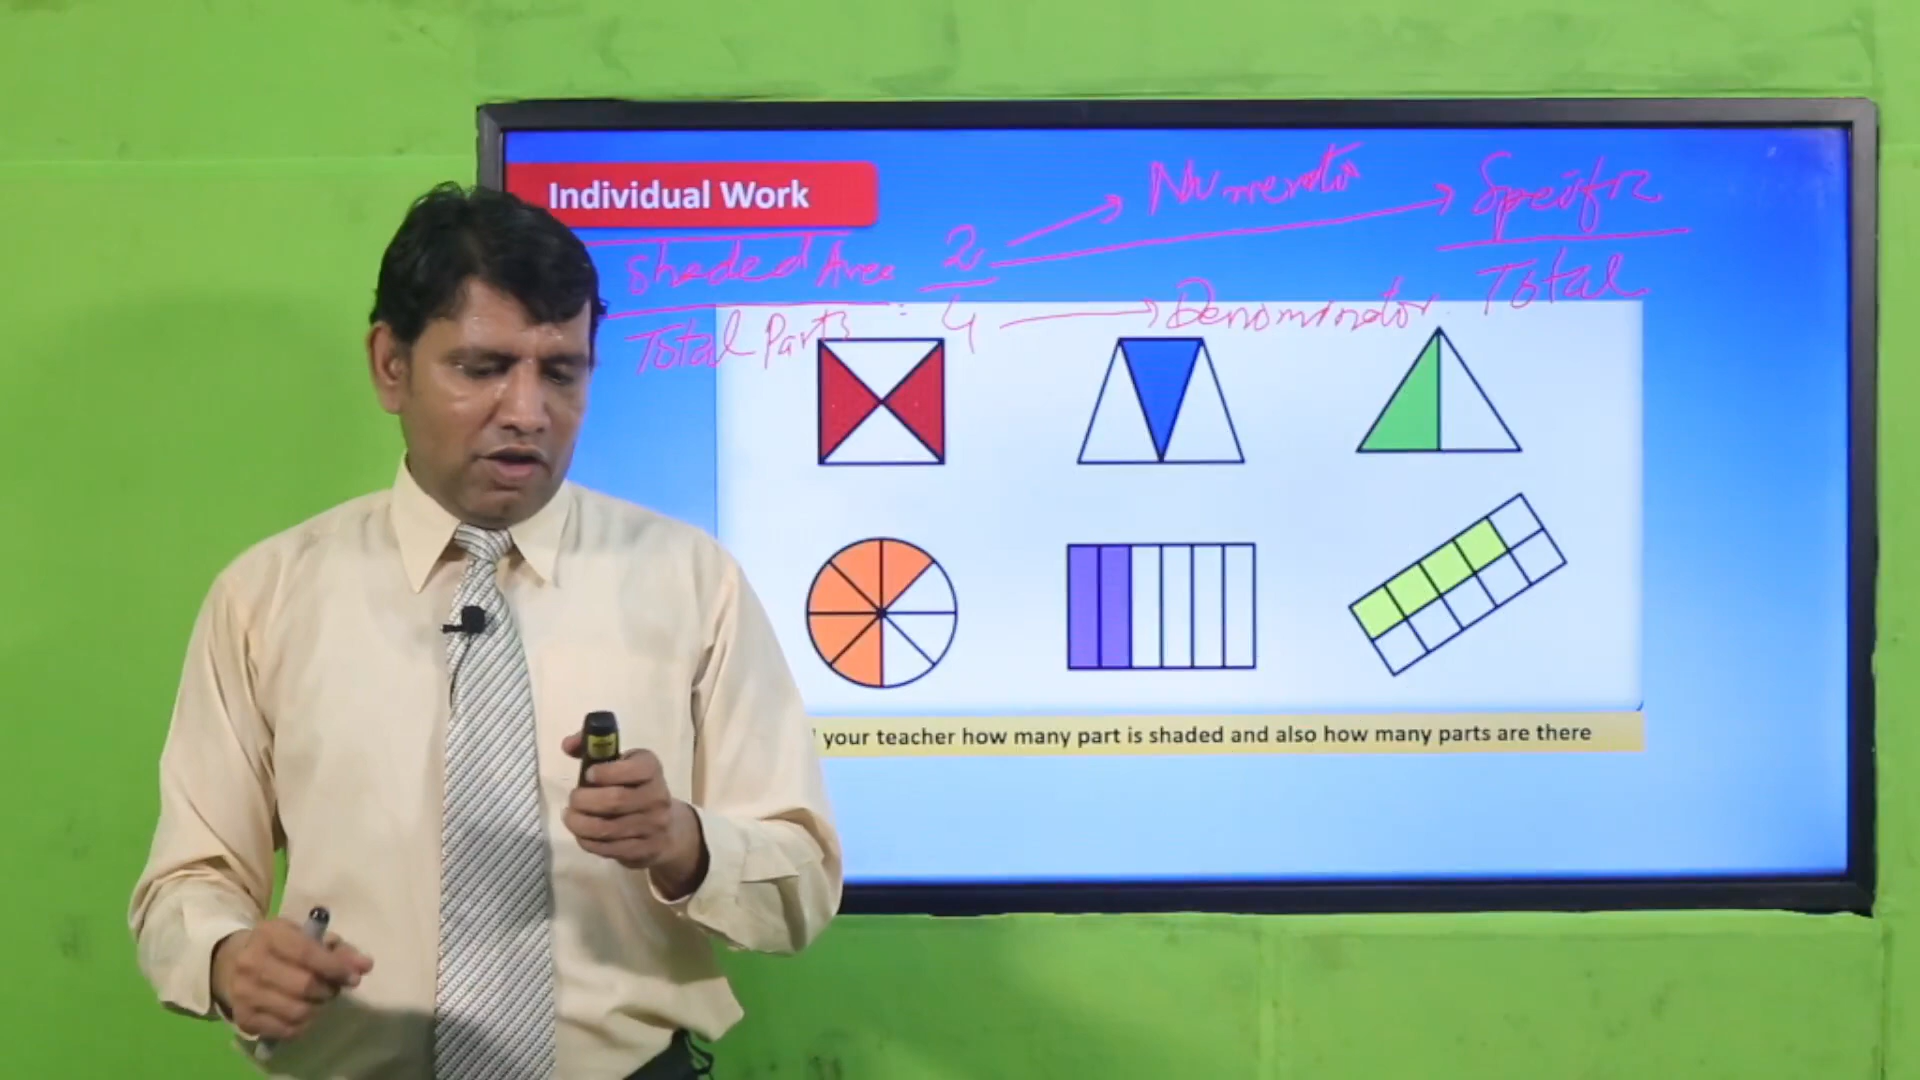 Individual Work
Numerator
Specific
Shaded Area
2
Total Parts
=
4
Denominator
Total
your teacher how many part is shaded and also how many parts are there